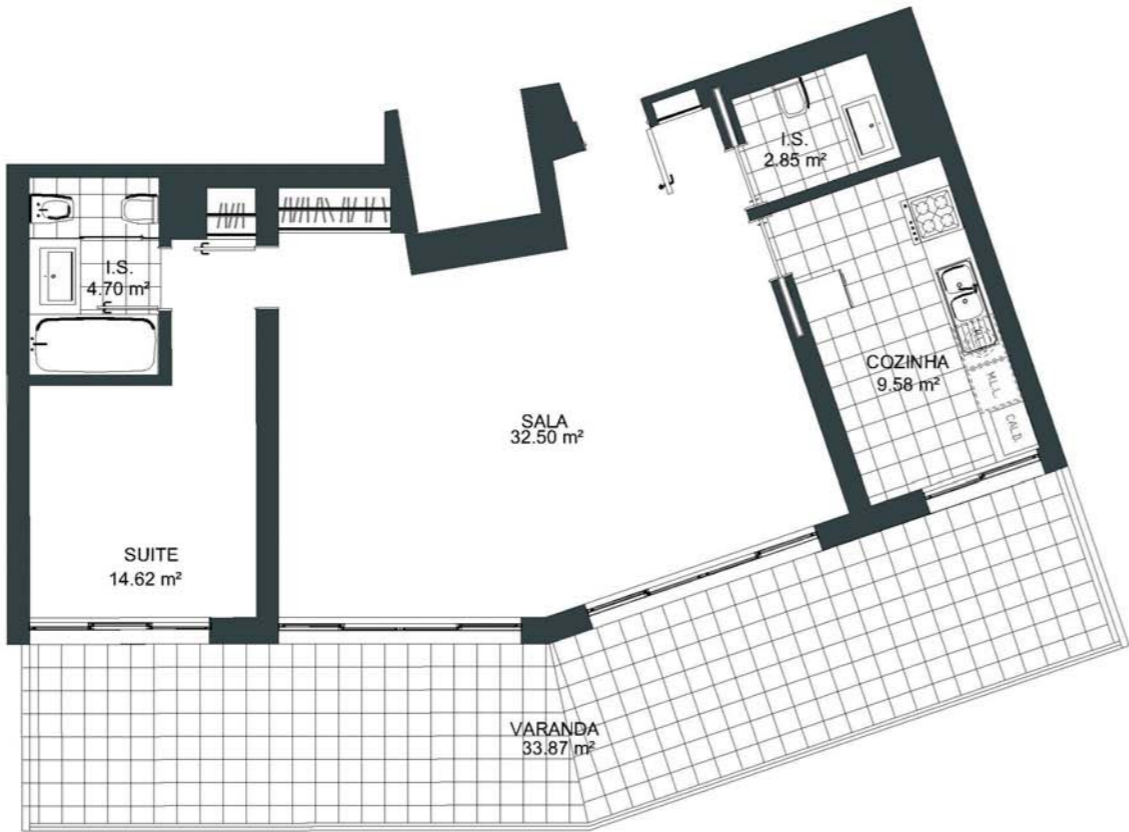 I.S.
2.85 m²
I.S.
4.70 m²
COZINHA
9.58 m²
M.L.L.
CALD.
SALA
32.50 m²
SUITE
14.62 m²
VARANDA
33.87 m²